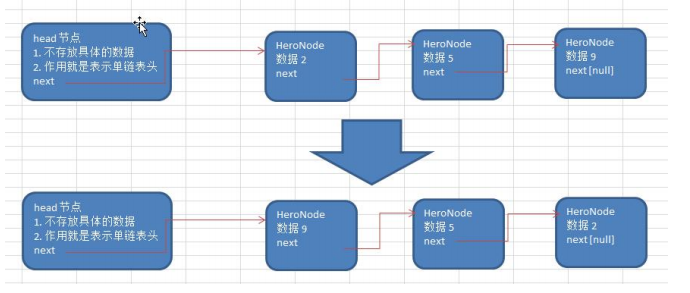 head 节点
1. 不存放具体的数据
2. 作用就是表示单链表头
next
HeroNode
数据 2
next
HeroNode
数据 5
next
HeroNode
数据 9
next [null]
head 节点
1. 不存放具体的数据
2. 作用就是表示单链表头
next
HeroNode
数据 9
next
HeroNode
数据 5
next
HeroNode
数据 2
next [null]